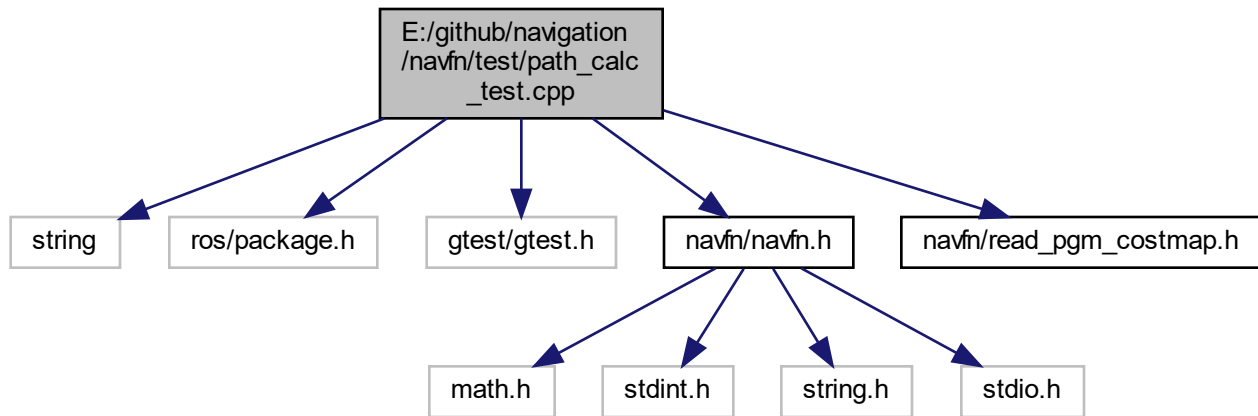 E:/github/navigation
/navfn/test/path_calc
_test.cpp
string
ros/package.h
gtest/gtest.h
navfn/navfn.h
navfn/read_pgm_costmap.h
math.h
stdint.h
string.h
stdio.h